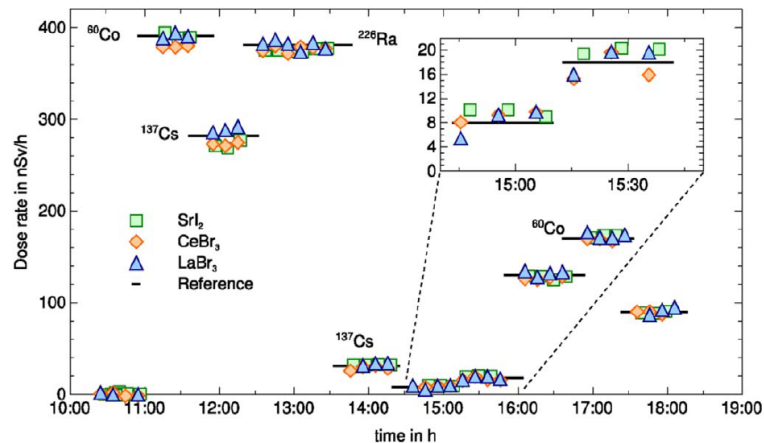 400
300
200
100
0
Dose rate in nSv/h
10:00 11:00 12:00 13:00 14:00 15:00 16:00 17:00 18:00 19:00
time in h
⁶⁰Co
²²⁶Ra
¹³⁷Cs
SrI₂
CeBr₃
LaBr₃
Reference
¹³⁷Cs
⁶⁰Co
20
16
12
8
4
0
15:00 15:30